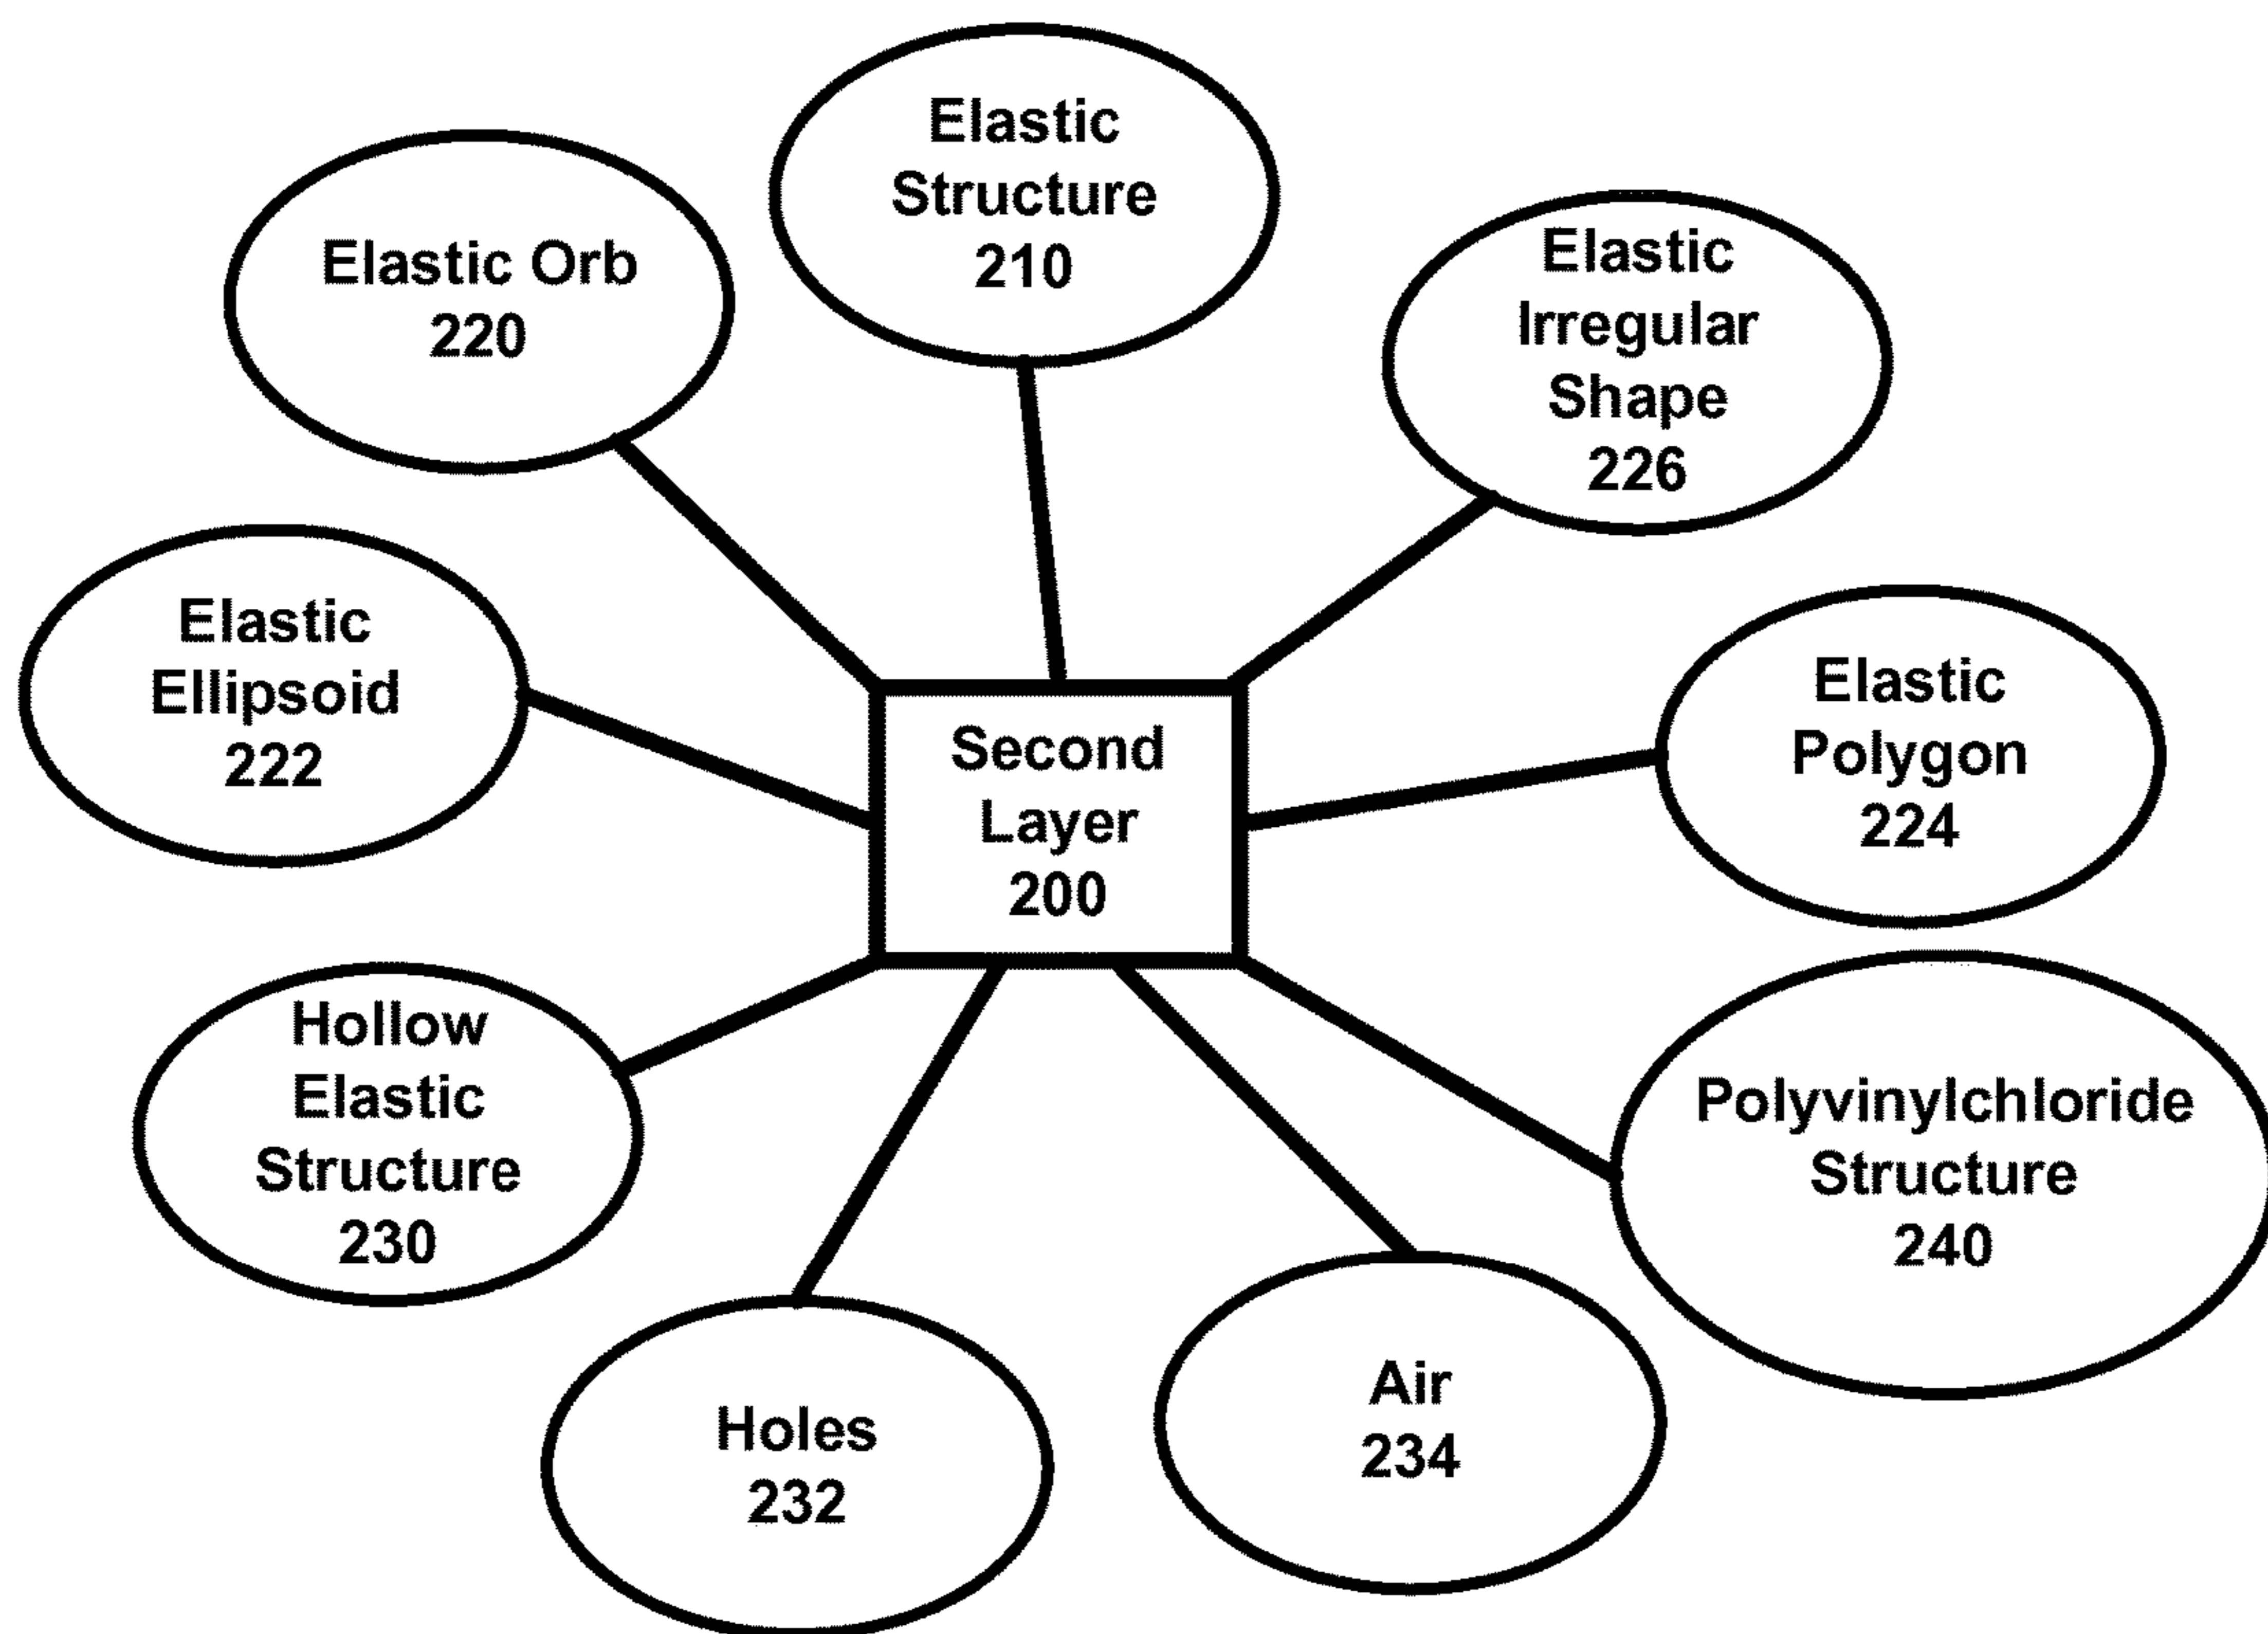 Elastic
Structure
210
Elastic Orb
220
Elastic
Irregular
Shape
226
Elastic
Ellipsoid
222
Second
Layer
200
Elastic
Polygon
224
Hollow
Elastic
Structure
230
Polyvinylchloride
Structure
240
Holes
232
Air
234